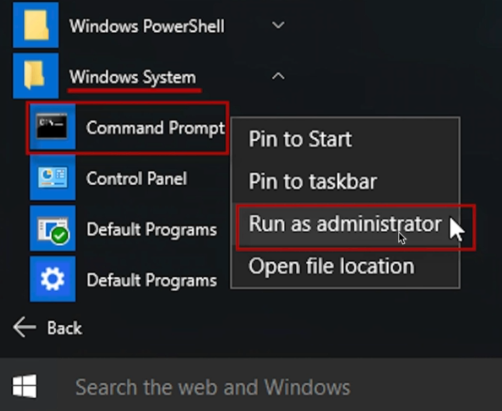 Windows PowerShell
Windows System
Command Prompt
Pin to Start
Control Panel
Pin to taskbar
Default Programs
Run as administrator
Default Programs
Open file location
Back
Search the web and Windows